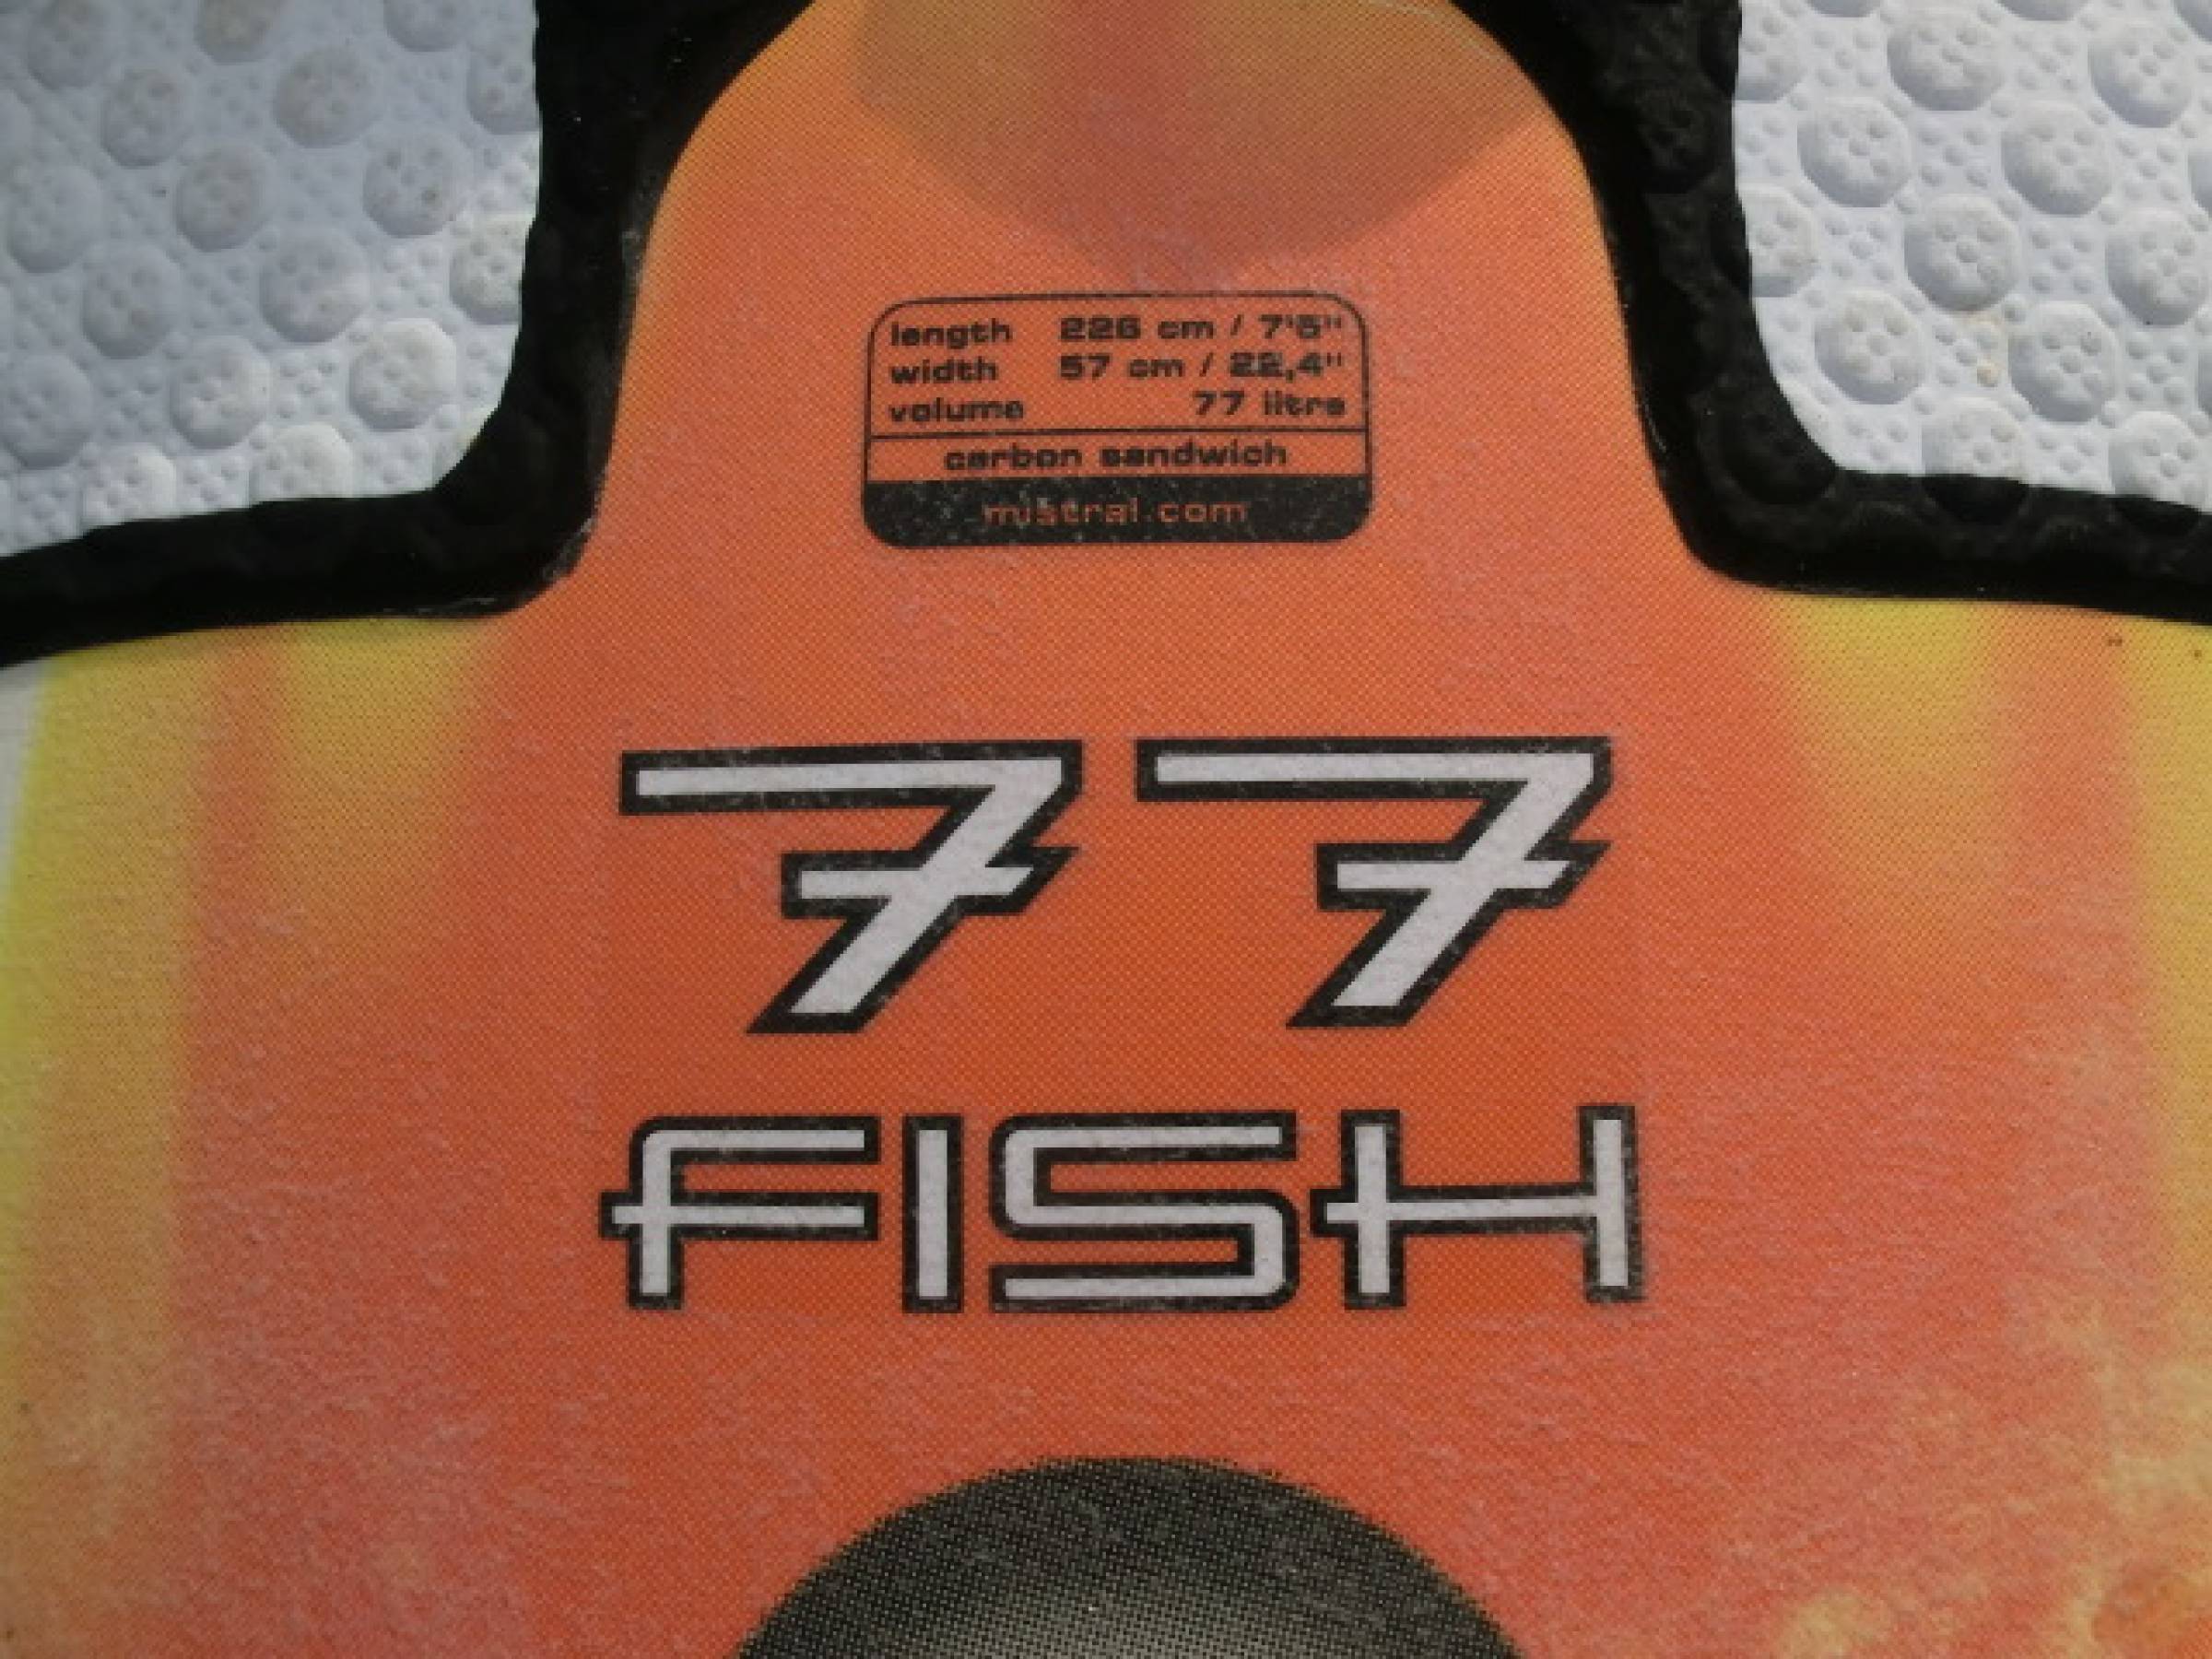 length 226 cm / 7'5"
width 57 cm / 22,4"
volume 77 litre
carbon sandwich
mistral.com
77
FISH